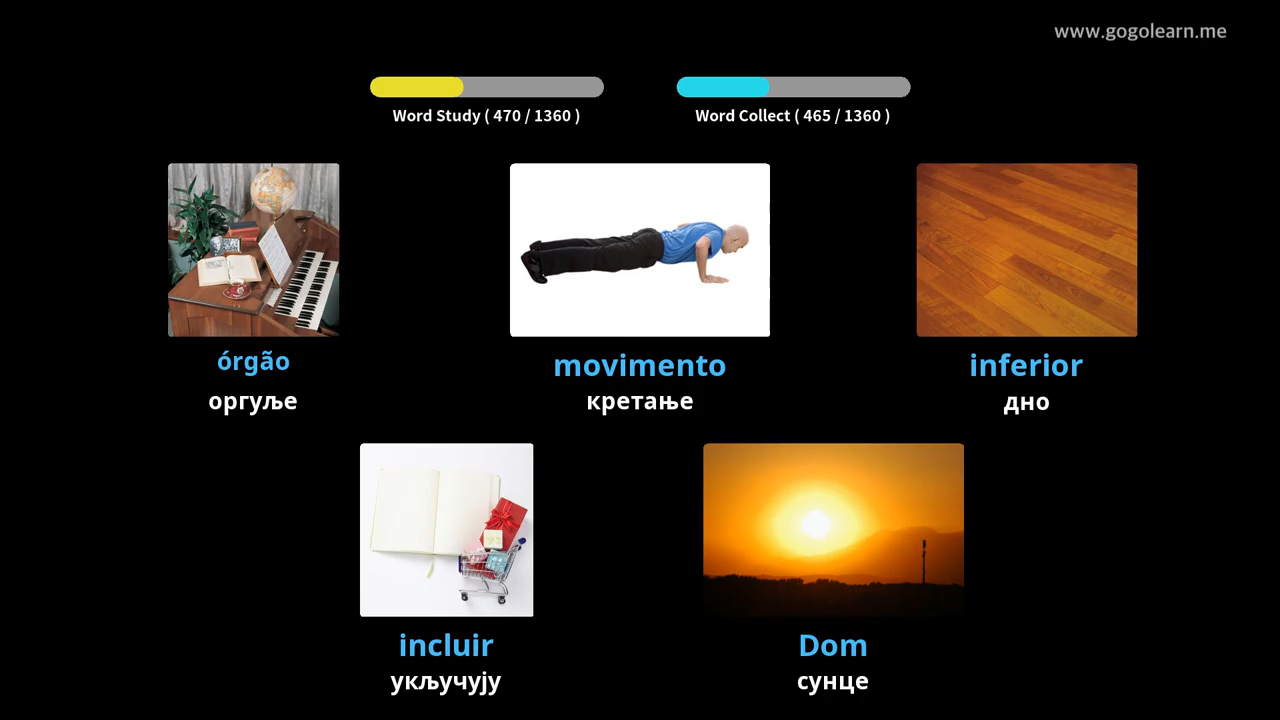 www.gogolearn.me
Word Study ( 470 / 1360 )
Word Collect ( 465 / 1360 )
órgão
оргуље
movimento
кретање
inferior
дно
incluir
укључују
Dom
сунце